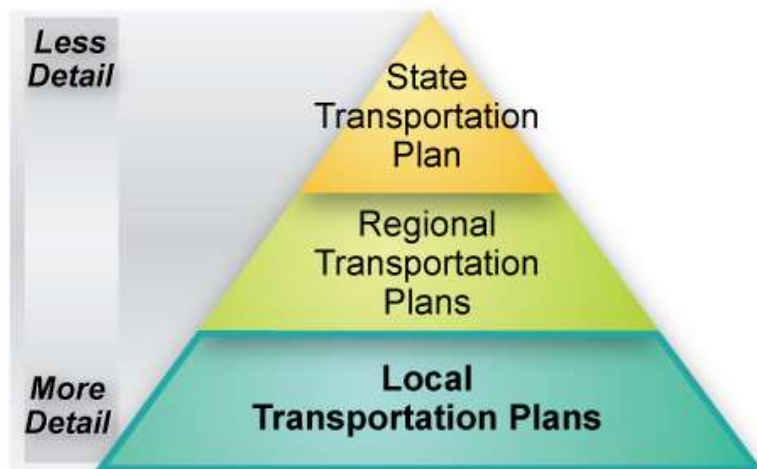 Less
Detail
State
Transportation
Plan
Regional
Transportation
Plans
More
Detail
Local
Transportation Plans